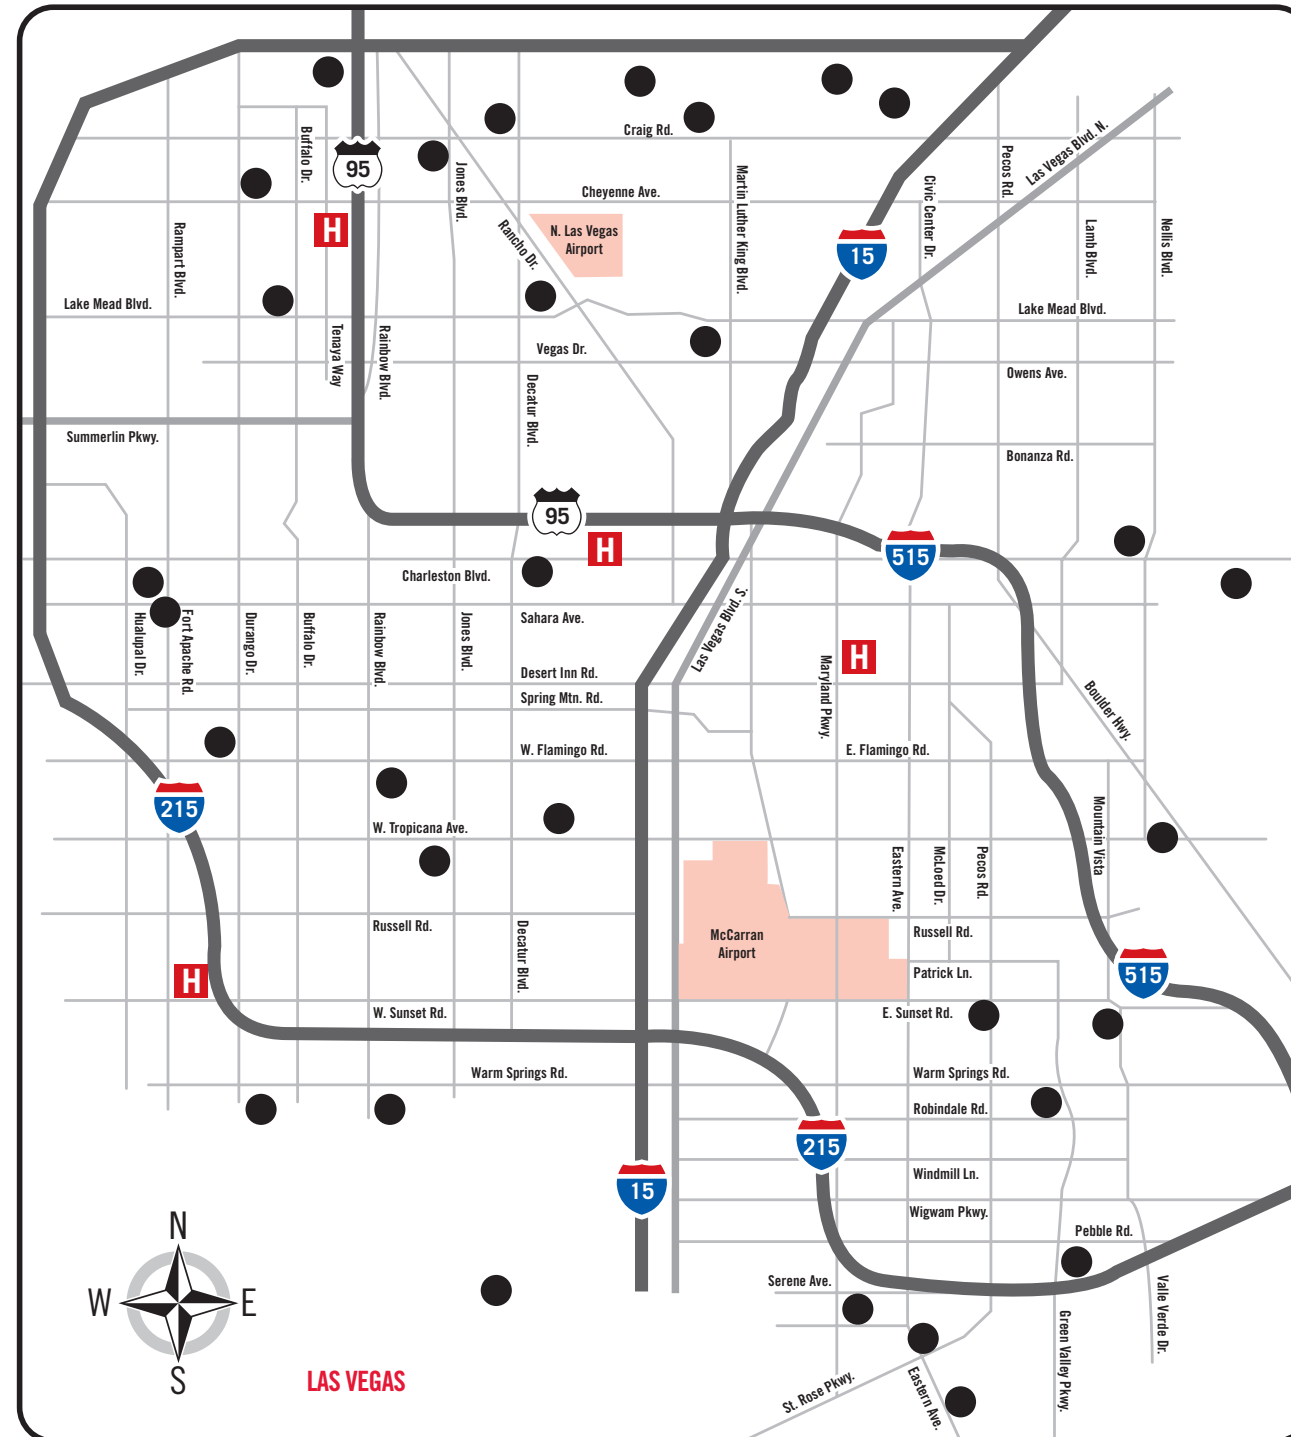 Craig Rd.
Buffalo Dr.
95
Jones Blvd.
Cheyenne Ave.
Martin Luther King Blvd.
Civic Center Dr.
Pecos Rd.
Las Vegas Blvd. N.
H
Rampart Blvd.
Rancho Dr.
N. Las Vegas
Airport
15
Lamb Blvd.
Nellis Blvd.
Lake Mead Blvd.
Lake Mead Blvd.
Tenaya Way
Rainbow Blvd.
Vegas Dr.
Decatur Blvd.
Owens Ave.
Summerlin Pkwy.
Bonanza Rd.
95
H
515
Charleston Blvd.
Sahara Ave.
Hualupal Dr.
Fort Apache Rd.
Durango Dr.
Buffalo Dr.
Rainbow Blvd.
Jones Blvd.
Las Vegas Blvd. S.
H
Maryland Pkwy.
Desert Inn Rd.
Spring Mtn. Rd.
Boulder Hwy.
W. Flamingo Rd.
E. Flamingo Rd.
215
W. Tropicana Ave.
Mountain Vista
Eastern Ave.
McLoed Dr.
Pecos Rd.
Russell Rd.
Decatur Blvd.
McCarran
Airport
Russell Rd.
Patrick Ln.
515
H
W. Sunset Rd.
E. Sunset Rd.
Warm Springs Rd.
Warm Springs Rd.
Robindale Rd.
215
15
Windmill Ln.
Wigwam Pkwy.
Pebble Rd.
N
W
E
S
Serene Ave.
Valle Verde Dr.
Green Valley Pkwy.
LAS VEGAS
St. Rose Pkwy.
Eastern Ave.